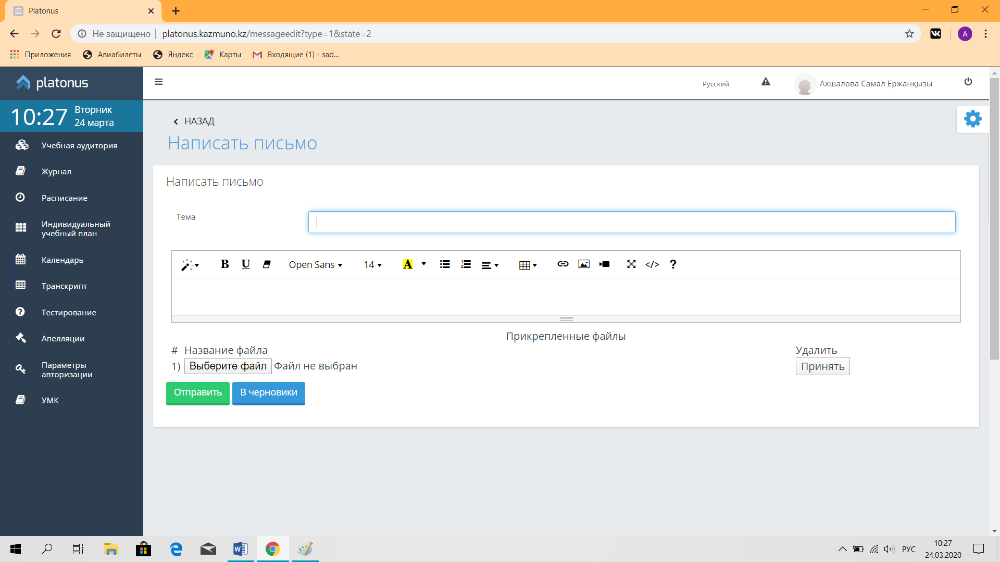 Platonus
Не защищено | platonus.kazmuno.kz/messageedit?type=1&state=2
A
Приложения Авиабилеты Яндекс Карты Входящие (1) - sad...
platonus
Русский Ахшалова Самал Ержанқызы
10:27 Вторник
24 марта
НАЗАД
Написать письмо
Учебная аудитория
Журнал
Расписание
Индивидуальный
учебный план
Календарь
Транскрипт
Тестирование
Апелляции
Параметры
авторизации
УМК
Написать письмо
Тема
B U Open Sans 14 A </> ?
Прикрепленные файлы
# Название файла Удалить
1) Выберите файл Файл не выбран Принять
Отправить В черновики
РУС 10:27
24.03.2020